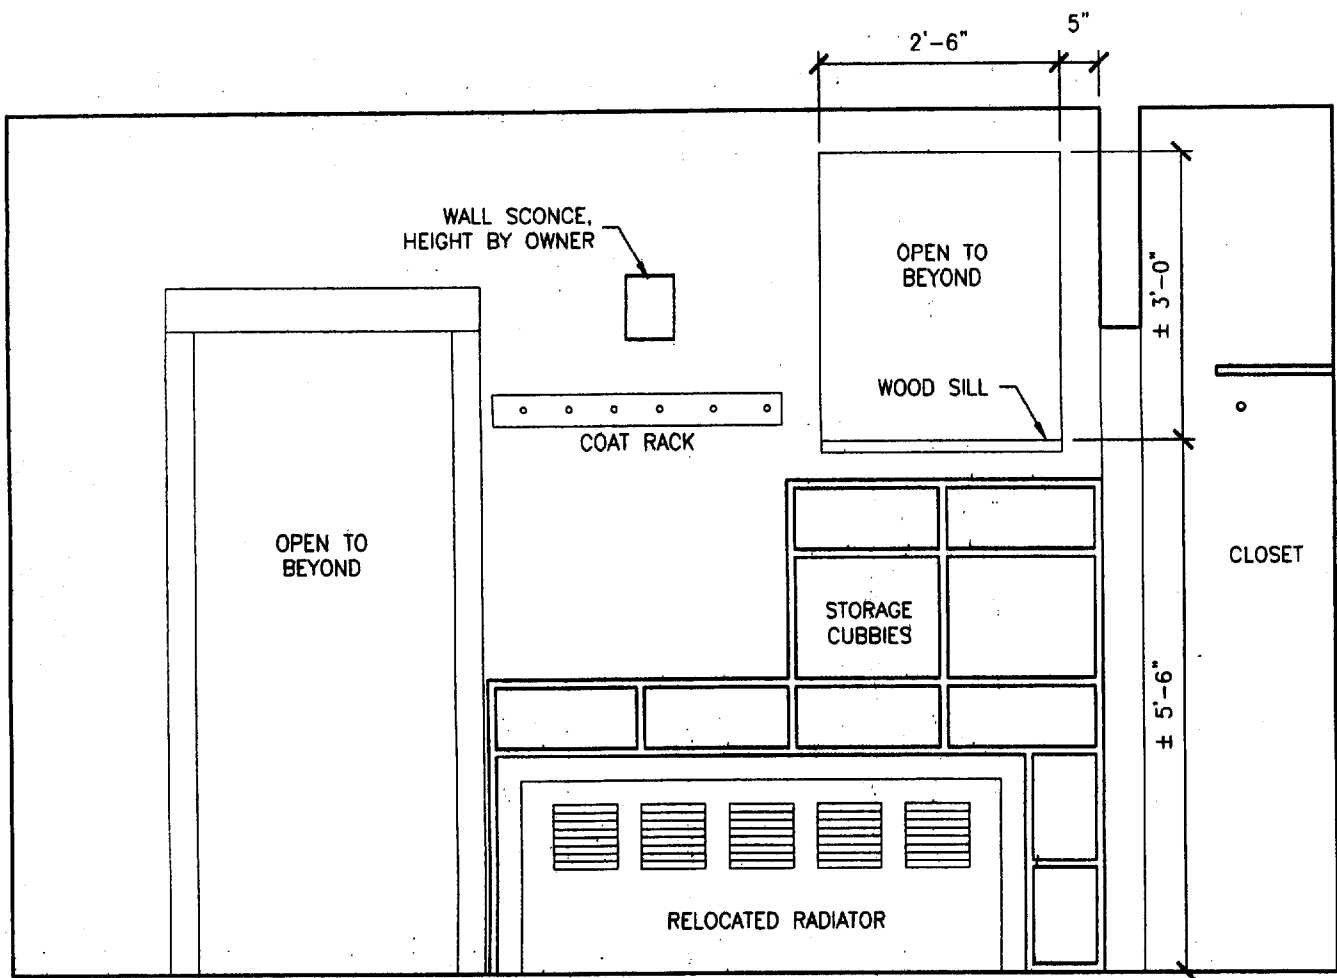 5"
2'-6"
WALL SCONCE,
HEIGHT BY OWNER
OPEN TO
BEYOND
± 3'-0"
WOOD SILL
COAT RACK
OPEN TO
BEYOND
CLOSET
STORAGE
CUBBIES
± 5'-6"
RELOCATED RADIATOR